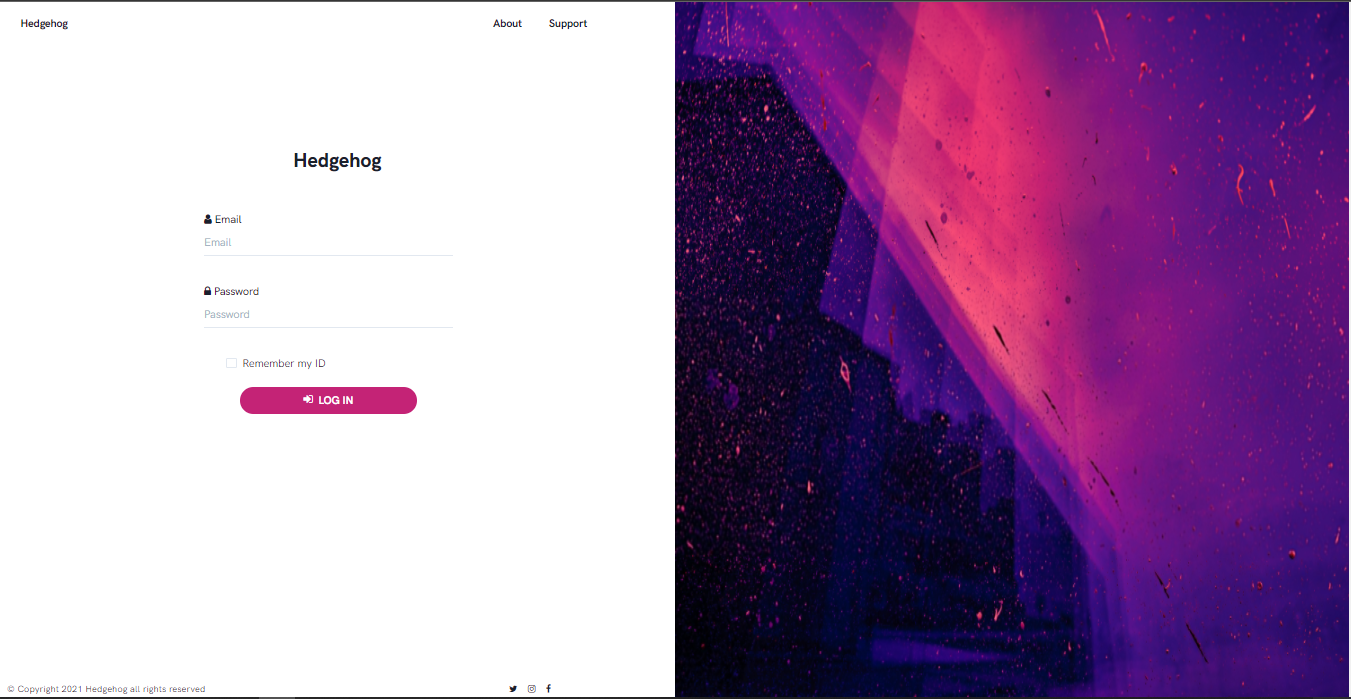 Hedgehog About Support
Hedgehog
Email
Email
Password
Password
Remember my ID
LOG IN
© Copyright 2021 Hedgehog all rights reserved